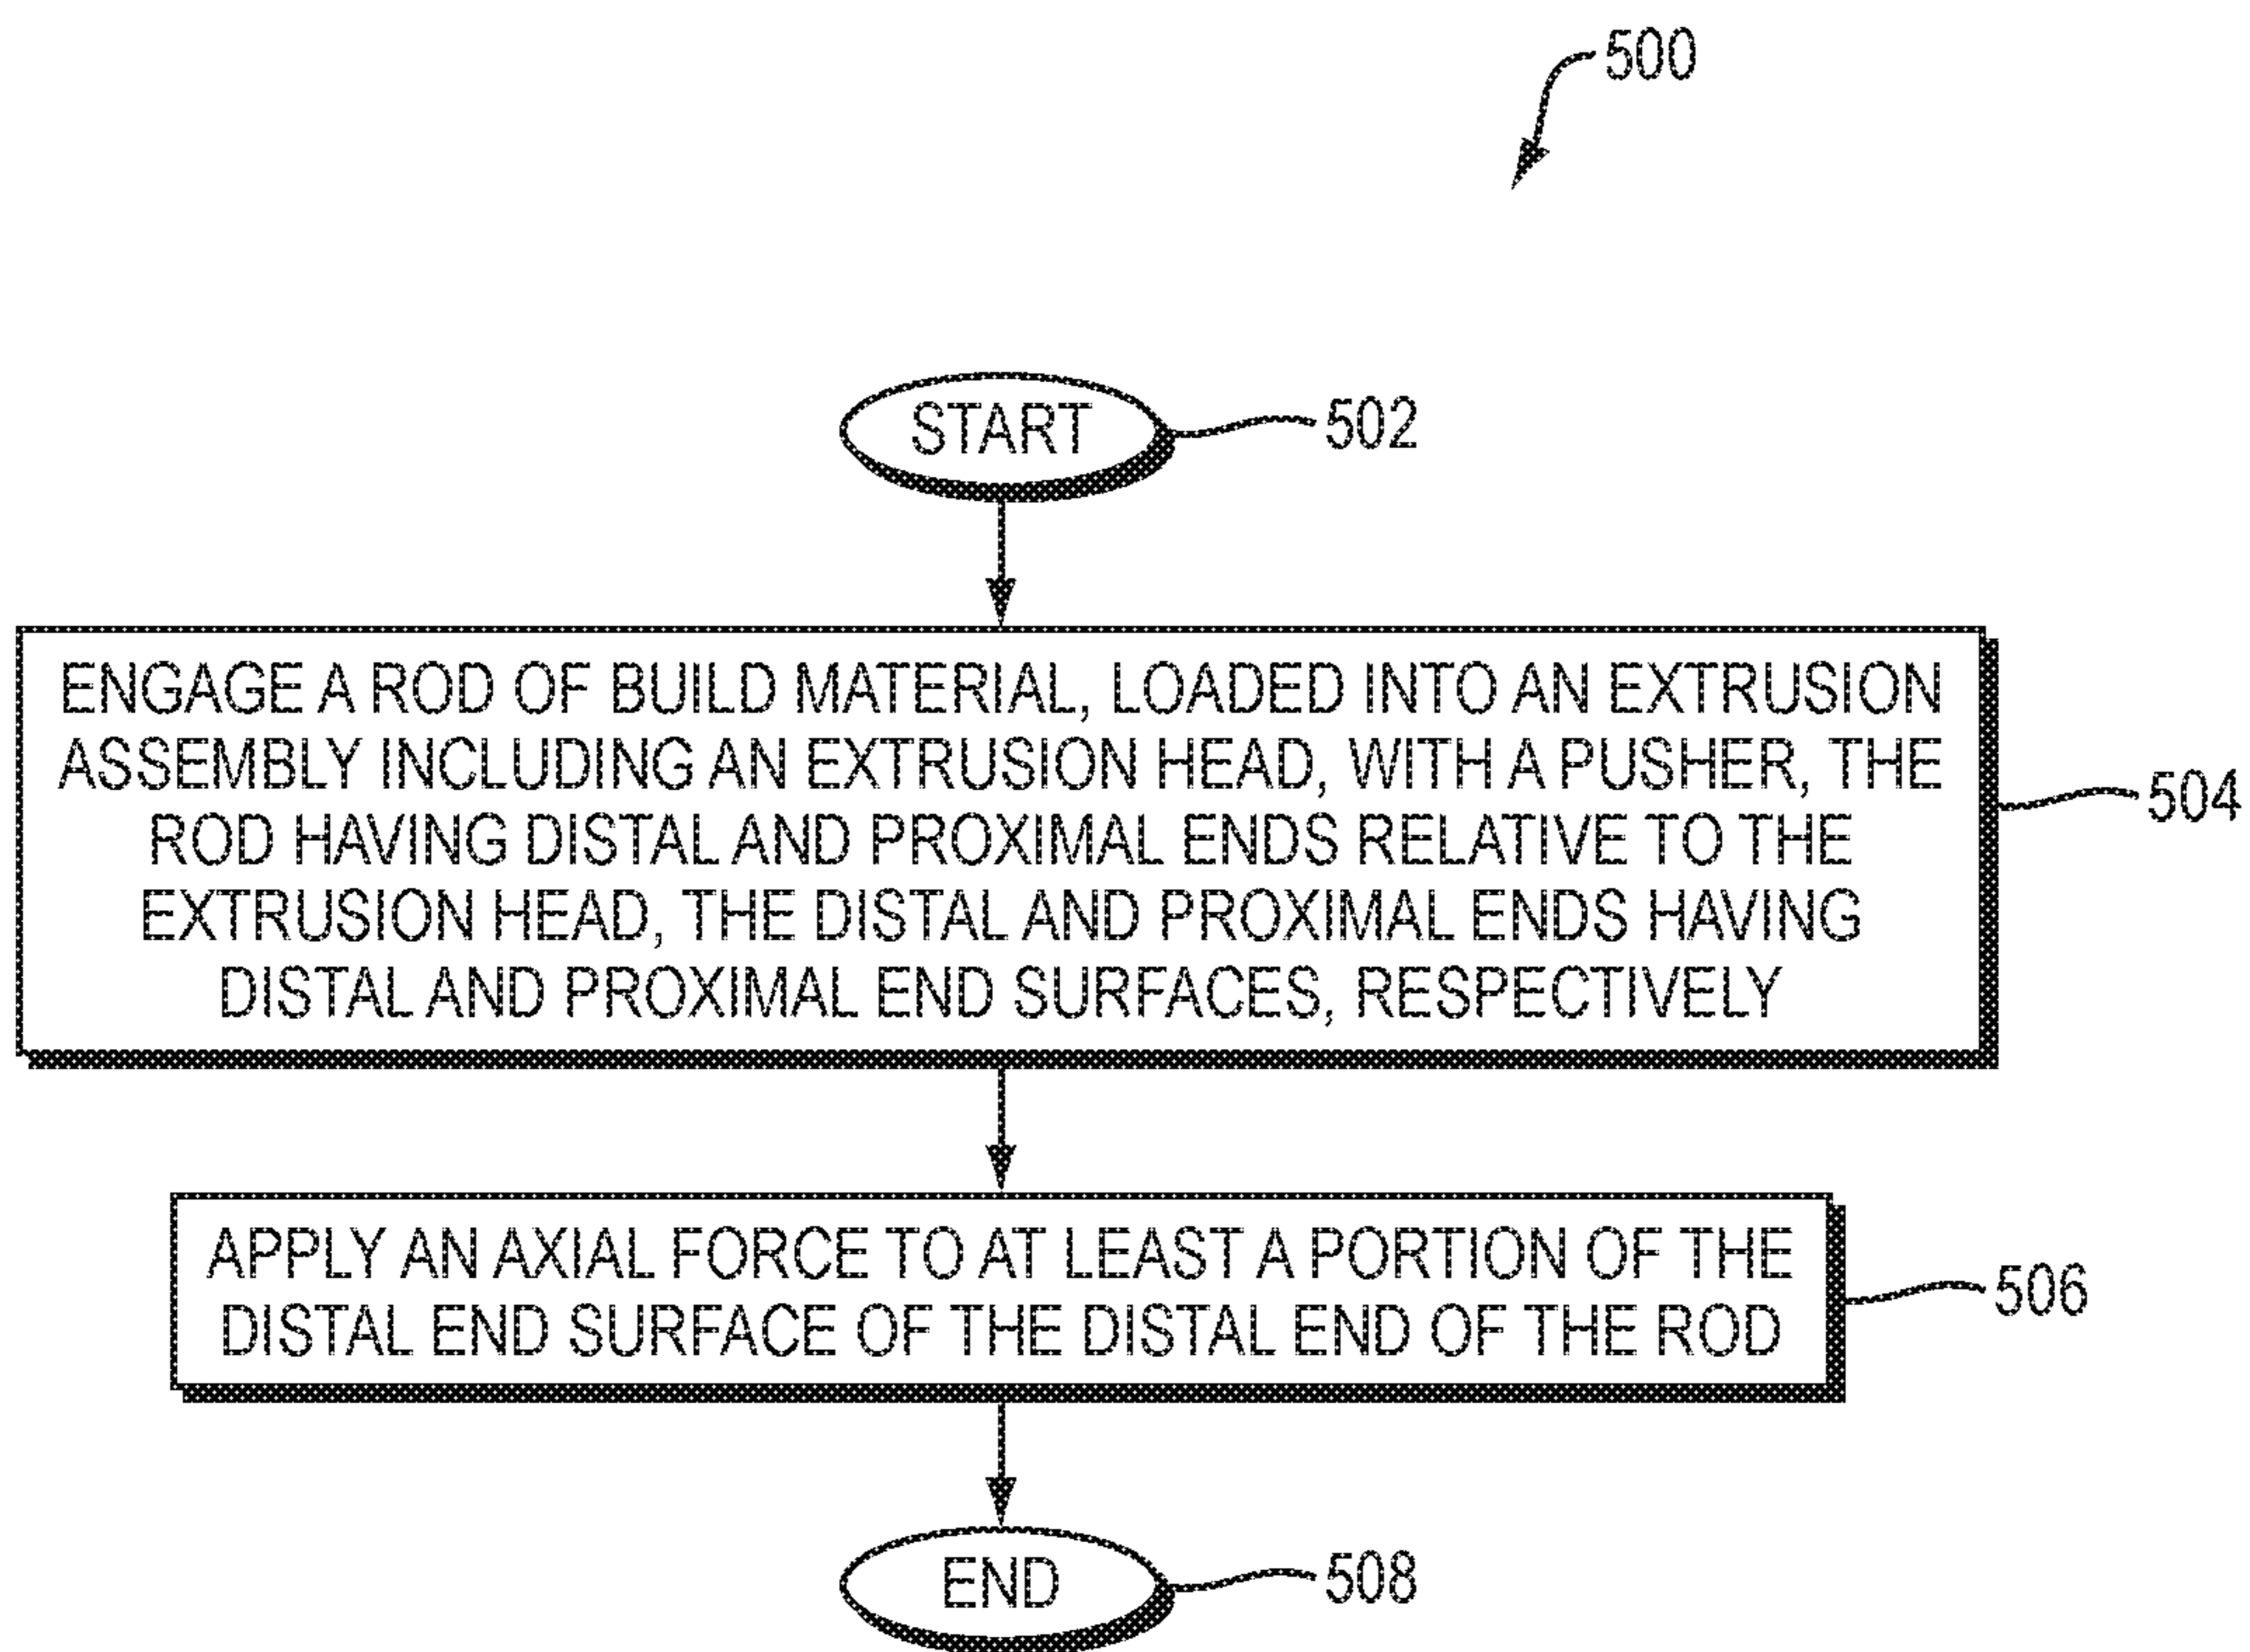 500
START
502
ENGAGE A ROD OF BUILD MATERIAL, LOADED INTO AN EXTRUSION
ASSEMBLY INCLUDING AN EXTRUSION HEAD, WITH A PUSHER, THE
ROD HAVING DISTAL AND PROXIMAL ENDS RELATIVE TO THE
EXTRUSION HEAD, THE DISTAL AND PROXIMAL ENDS HAVING
DISTAL AND PROXIMAL END SURFACES, RESPECTIVELY
504
APPLY AN AXIAL FORCE TO AT LEAST A PORTION OF THE
DISTAL END SURFACE OF THE DISTAL END OF THE ROD
506
END
508